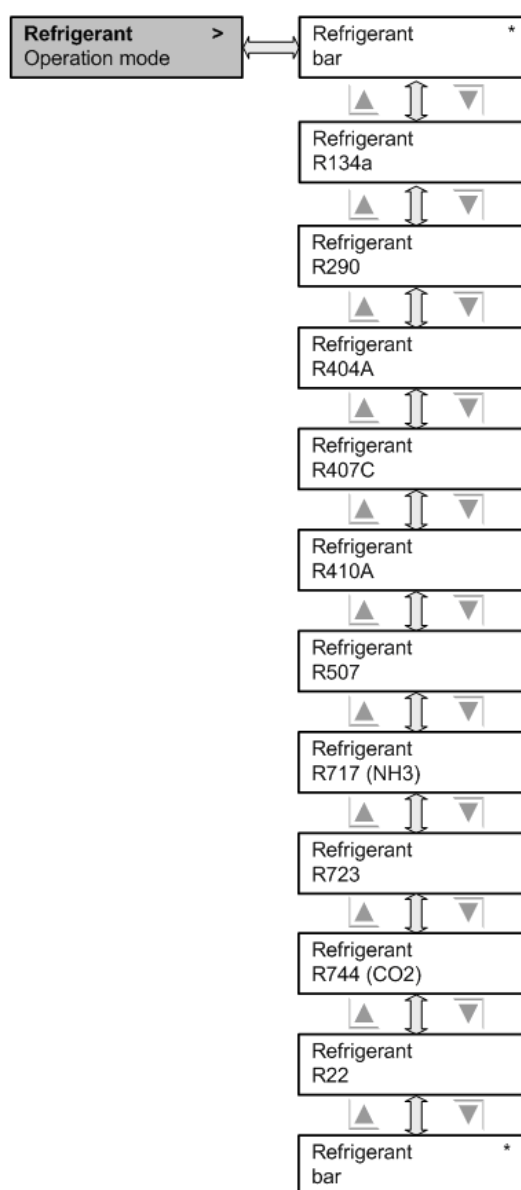 Refrigerant >
Operation mode
Refrigerant *
bar
Refrigerant
R134a
Refrigerant
R290
Refrigerant
R404A
Refrigerant
R407C
Refrigerant
R410A
Refrigerant
R507
Refrigerant
R717 (NH3)
Refrigerant
R723
Refrigerant
R744 (CO2)
Refrigerant
R22
Refrigerant *
bar